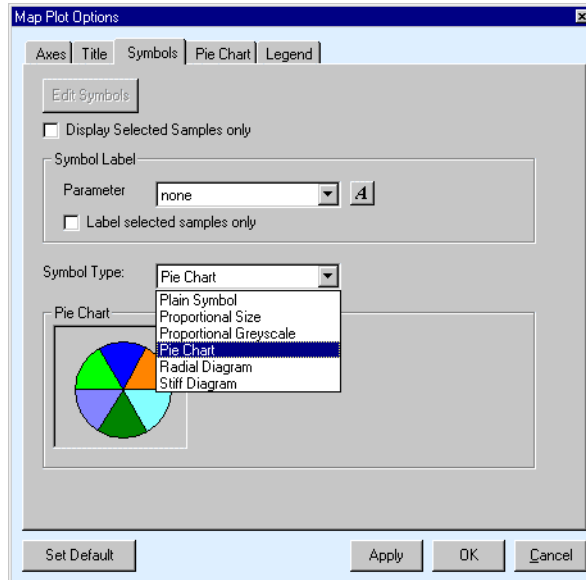 Map Plot Options
Axes Title Symbols Pie Chart Legend
Edit Symbols
Display Selected Samples only
Symbol Label
Parameter none A
Label selected samples only
Symbol Type: Pie Chart
Plain Symbol
Proportional Size
Proportional Greyscale
Pie Chart
Radial Diagram
Stiff Diagram
Pie Chart
Set Default Apply OK Cancel